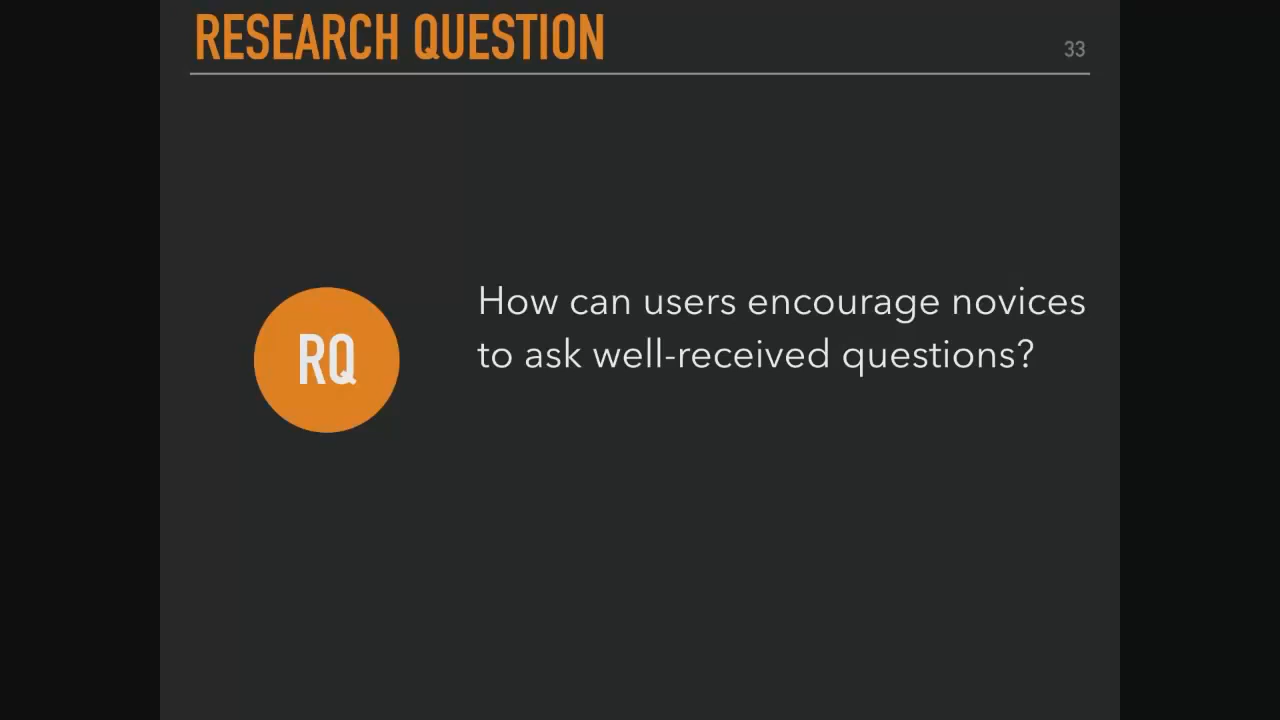 RESEARCH QUESTION
33
How can users encourage novices
RQ
to ask well-received questions?